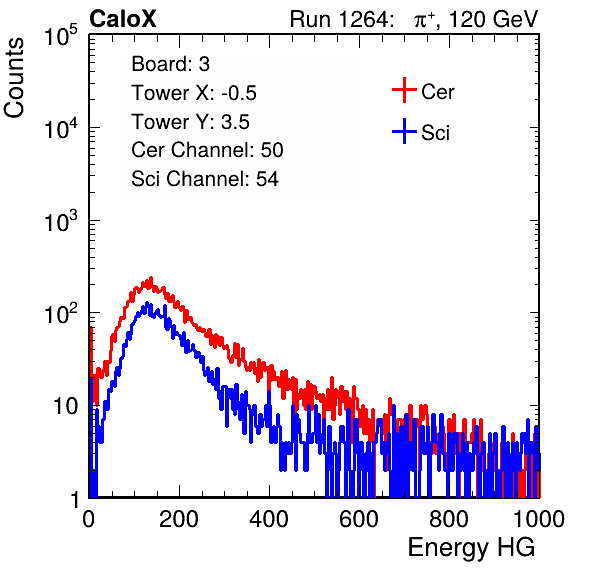 CaloX Run 1264: π⁺, 120 GeV
Counts
10⁵
10⁴
10³
10²
10
1
Board: 3
Tower X: -0.5
Tower Y: 3.5
Cer Channel: 50
Sci Channel: 54
Cer
Sci
0 200 400 600 800 1000
Energy HG